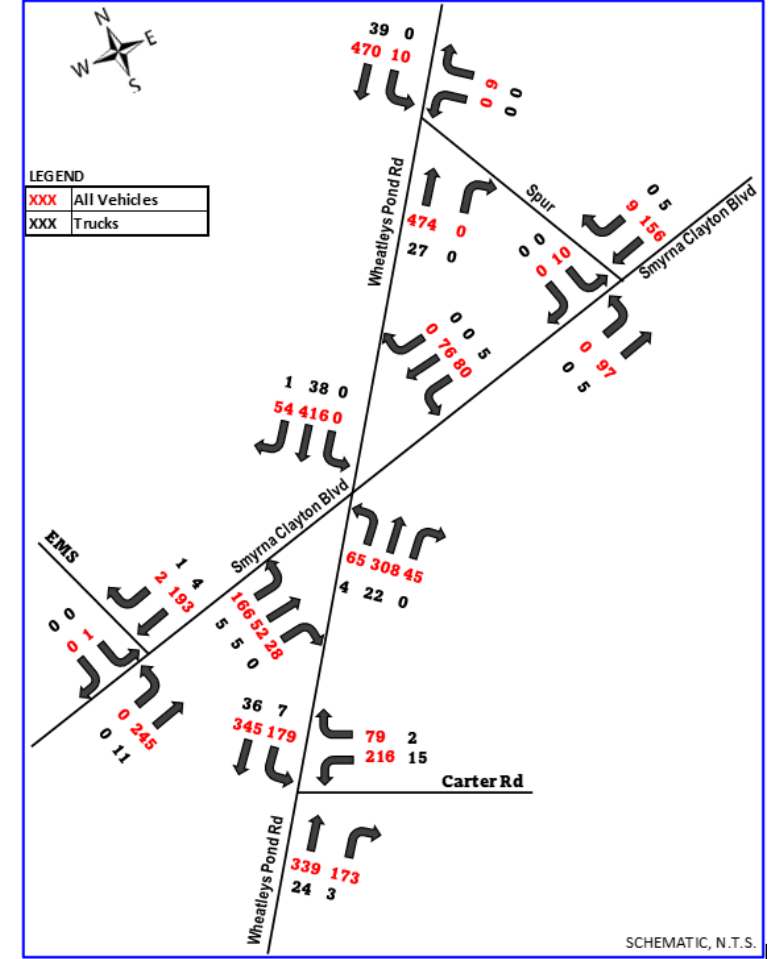 N
E
W
S
LEGEND
XXX All Vehicles
XXX Trucks
39 0
470 10
9 0
0 0
Wheatleys Pond Rd
474 0
27 0
Spur
0 5
9 156
Smyrna Clayton Blvd
0 0
0 10
0 97
0 5
0 0 5
0 76 80
1 38 0
54 416 0
Smyrna Clayton Blvd
65 308 45
4 22 0
EMS
1 4
2 193
0 0
0 1
0 245
0 11
166 52 28
5 5 0
36 7
345 179
79 2
216 15
Carter Rd
339 173
24 3
Wheatleys Pond Rd
SCHEMATIC, N.T.S.